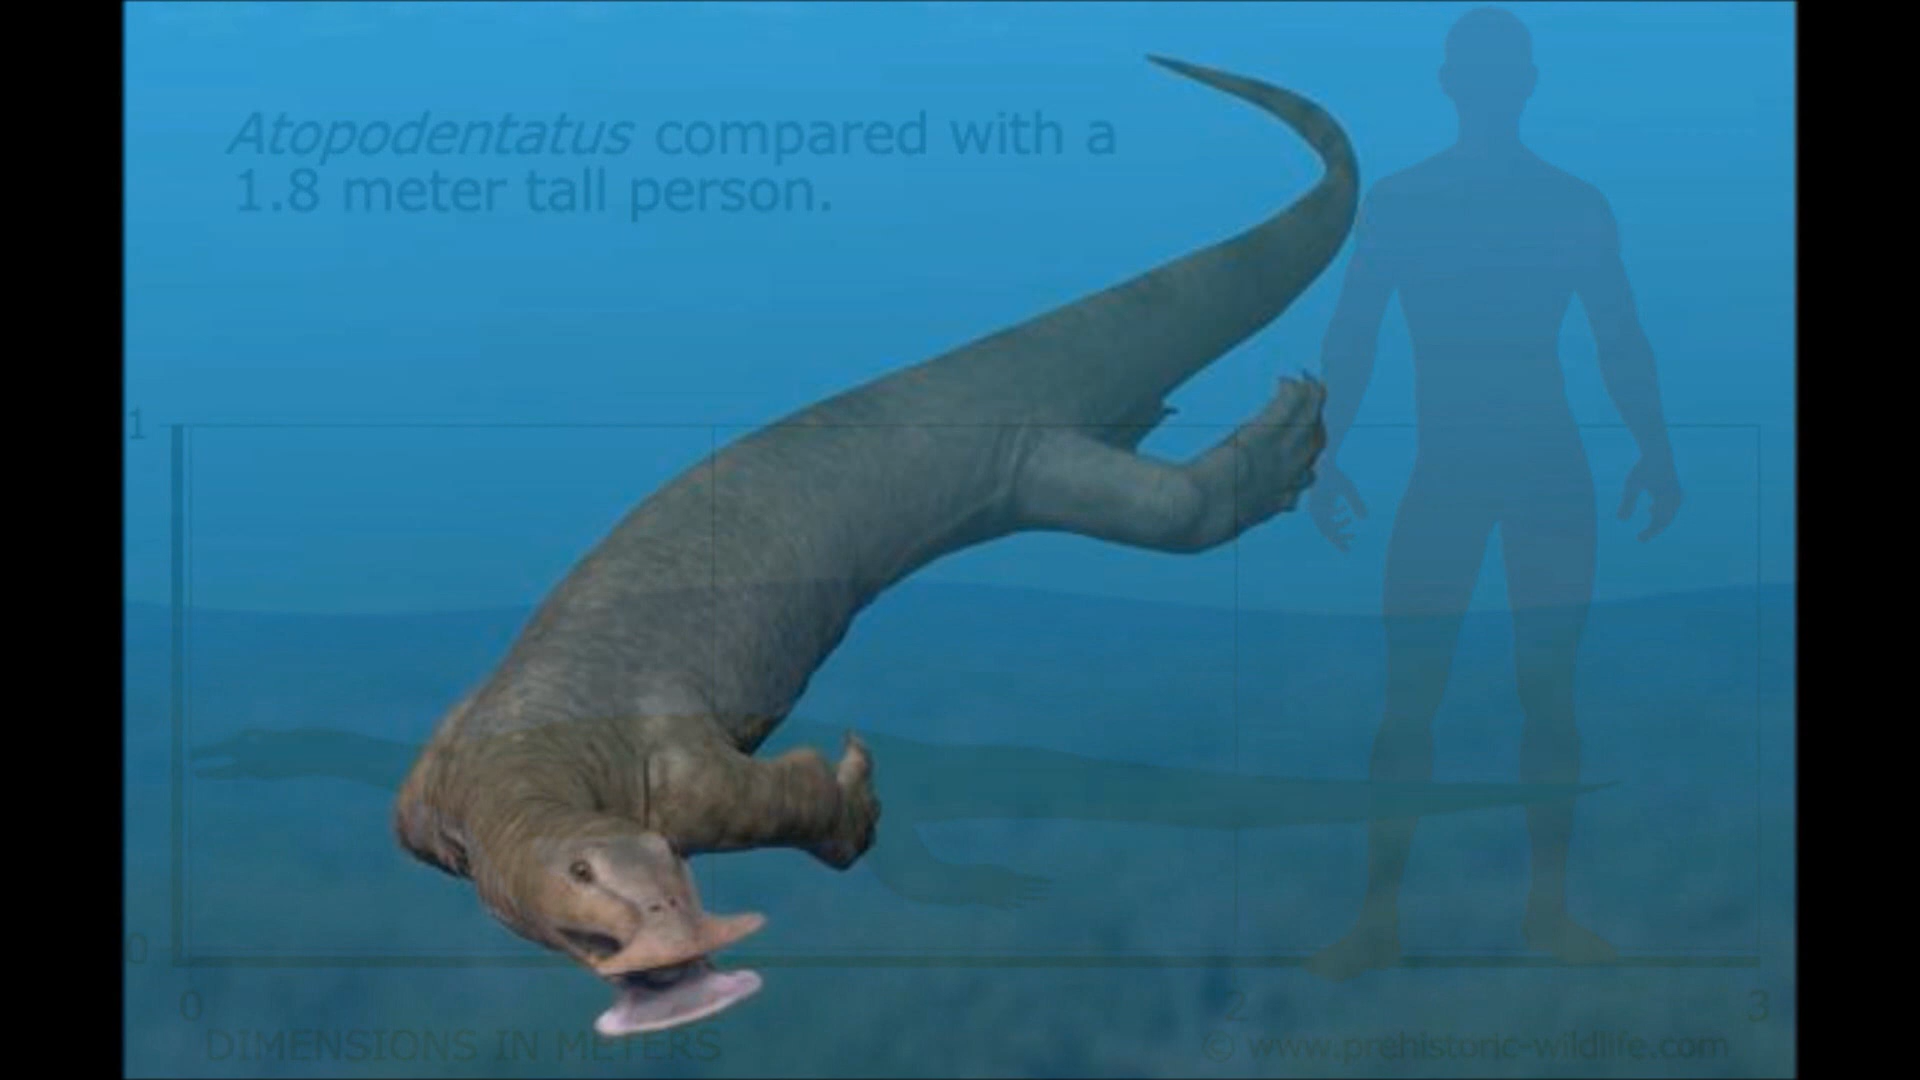 Atopodentatus compared with a
1.8 meter tall person.
1
0
0
2
3
DIMENSIONS IN METERS
© www.prehistoric-wildlife.com